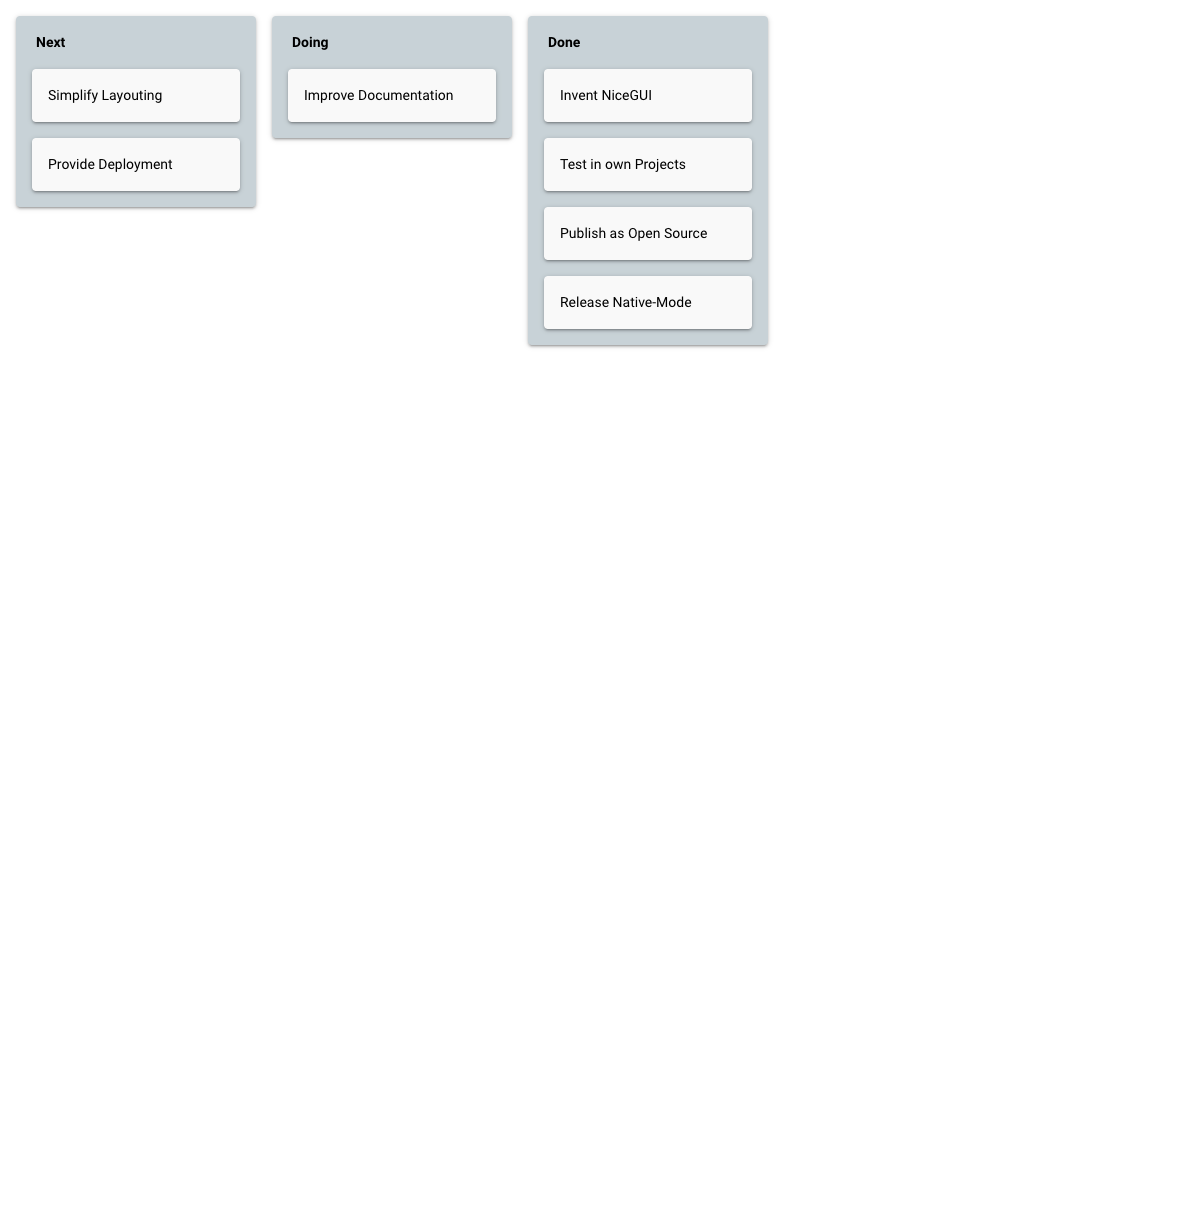 Next
Simplify Layouting
Provide Deployment
Doing
Improve Documentation
Done
Invent NiceGUI
Test in own Projects
Publish as Open Source
Release Native-Mode